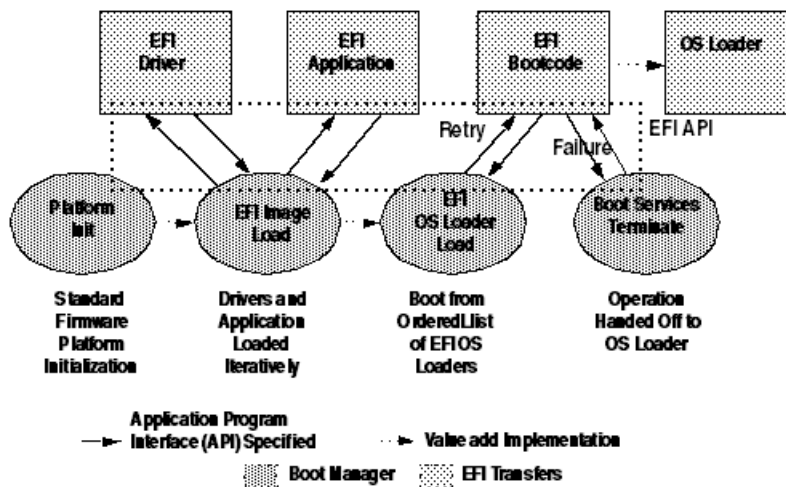 EFI
Driver
EFI
Application
EFI
Bootcode
OS Loader
Retry
Failure
EFI API
Platform
Init
EFI Image
Load
EFI
OS Loader
Load
Boot Services
Terminate
Standard
Firmware
Platform
Initialization
Drivers and
Application
Loaded
Iteratively
Boot from
Ordered Llist
of EFI OS
Loaders
Operation
Handed Off to
OS Loader
Application Program
Interface (API) Specified
Value add Implementation
Boot Manager
EFI Transfers